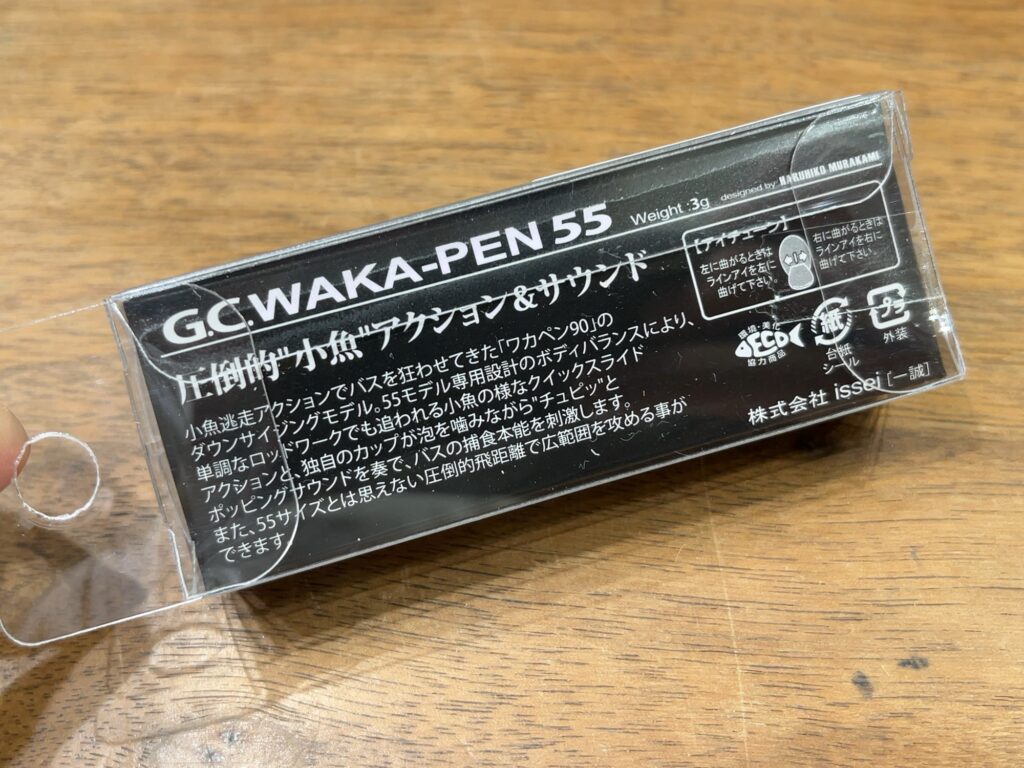 G.C.WAKA-PEN 55
Weight :3g
designed by HARUHIKO MURAKAMI
圧倒的"小魚"アクション&サウンド
小魚逃走アクションでバスを狂わせてきた「ワカペン90」の
ダウンサイジングモデル。55モデル専用設計のボディバランスにより、
単調なロッドワークでも追われる小魚の様なクイックスライド
アクションと、独自のカップが泡を噛みながら"チュピッ"と
ポッピングサウンドを奏で、バスの捕食本能を刺激します。
また、55サイズとは思えない圧倒的飛距離で広範囲を攻める事が
できます
【アイチューン】
左に曲がるときは
ラインアイを左に
曲げて下さい。
右に曲がるときは
ラインアイを右に
曲げて下さい。
環境・美化
ECO
協力商品
紙
台紙
シール
プラ
外装
株式会社 issei [一誠]